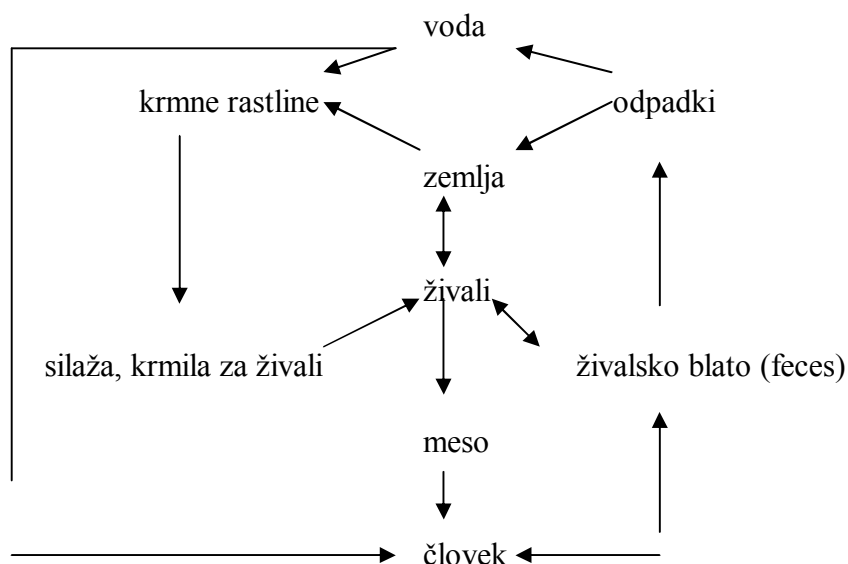 voda
krmne rastline
odpadki
zemlja
živali
silaža, krmila za živali
živalsko blato (feces)
meso
človek